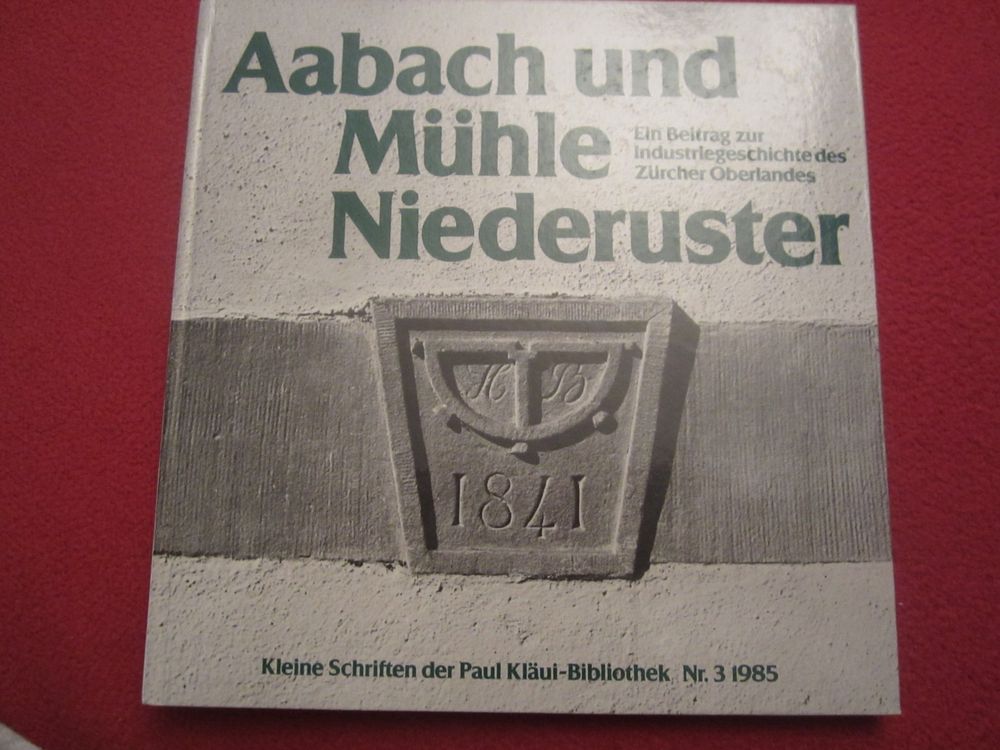 Aabach und
Mühle
Niederuster
Ein Beitrag zur
Industriegeschichte des
Zürcher Oberlandes
H B
1841
Kleine Schriften der Paul Kläui-Bibliothek Nr. 3 1985